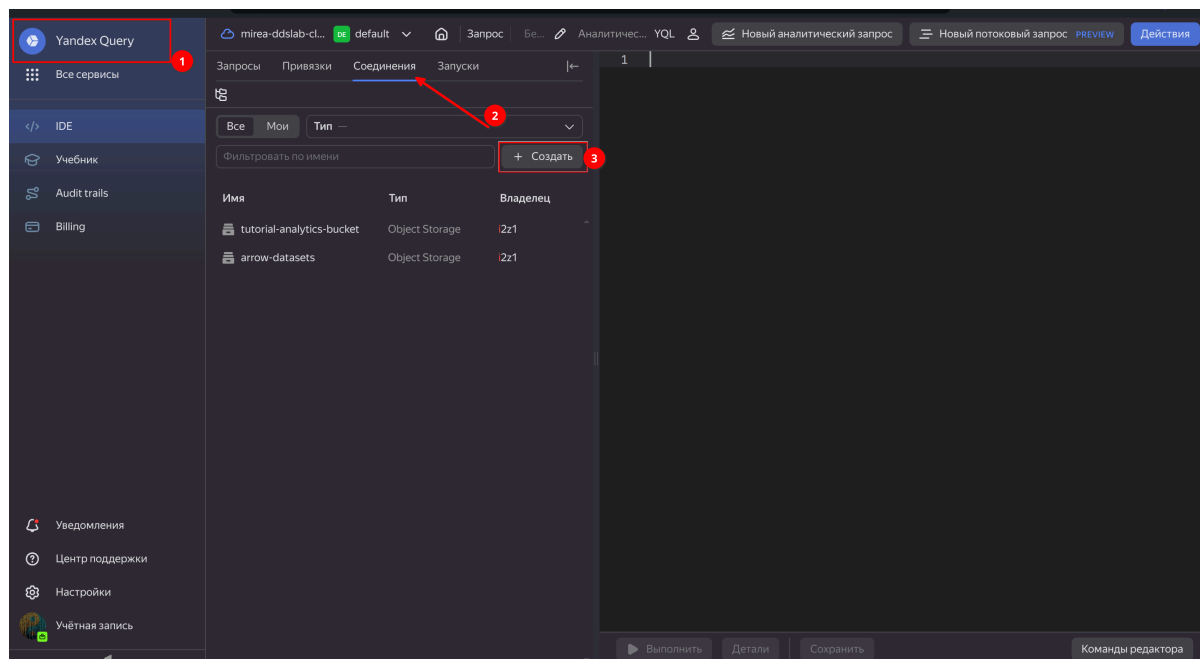 Yandex Query
1
Все сервисы
IDE
Учебник
Audit trails
Billing
Уведомления
Центр поддержки
Настройки
Учётная запись
mirea-ddslab-cl... DE default Запрос Бе... Аналитичес... YQL Новый аналитический запрос Новый потоковый запрос PREVIEW Действия
Запросы Привязки Соединения Запуски
2
Все Мои Тип —
Фильтровать по имени + Создать 3
Имя Тип Владелец
tutorial-analytics-bucket Object Storage i2z1
arrow-datasets Object Storage i2z1
1
Выполнить Детали Сохранить Команды редактора